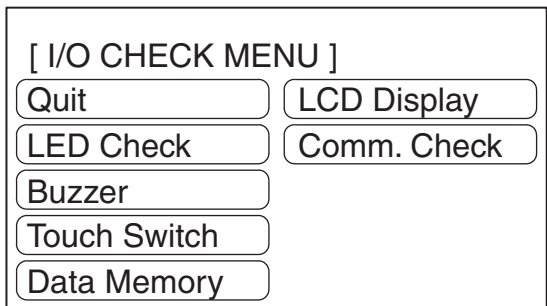 [ I/O CHECK MENU ]
Quit
LCD Display
LED Check
Comm. Check
Buzzer
Touch Switch
Data Memory